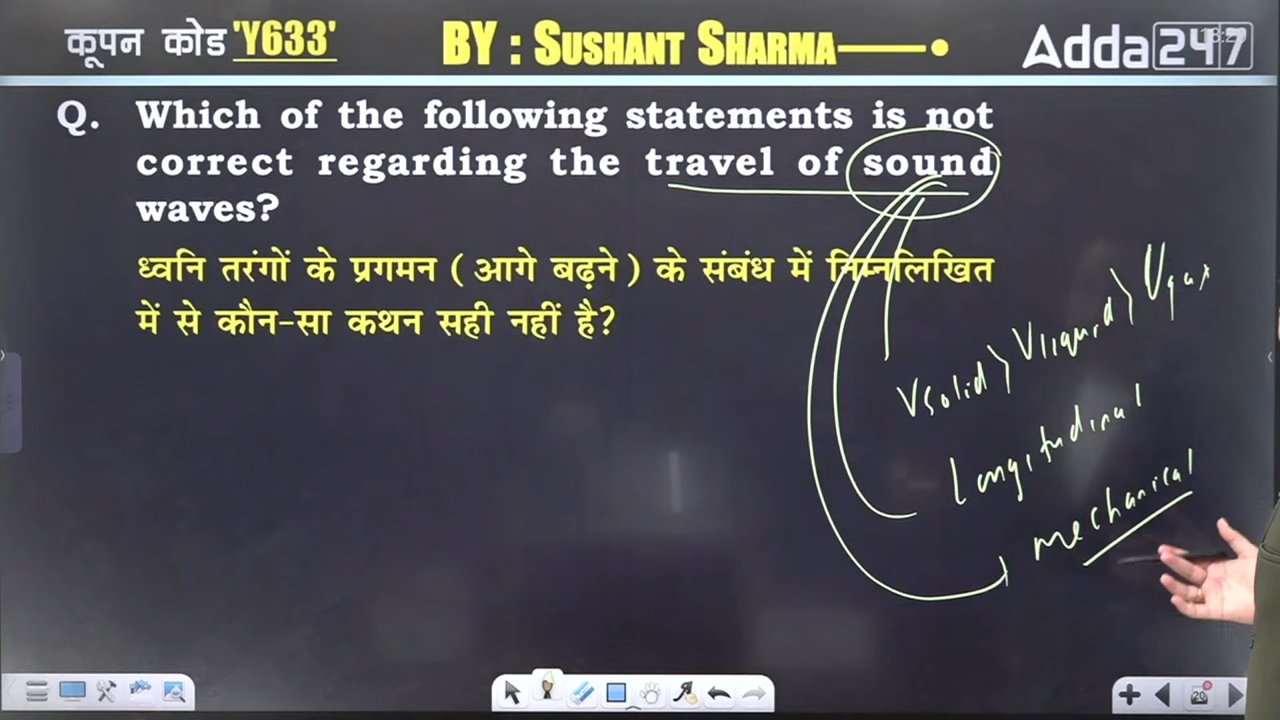 कूपन कोड 'Y633'
BY : SUSHANT SHARMA
Adda247
Q. Which of the following statements is not
correct regarding the travel of sound
waves?
ध्वनि तरंगों के प्रगमन ( आगे बढ़ने ) के संबंध में निम्नलिखित
में से कौन-सा कथन सही नहीं है?
Vsolid > Vliquid > Vgas
Longitudinal
mechanical
20